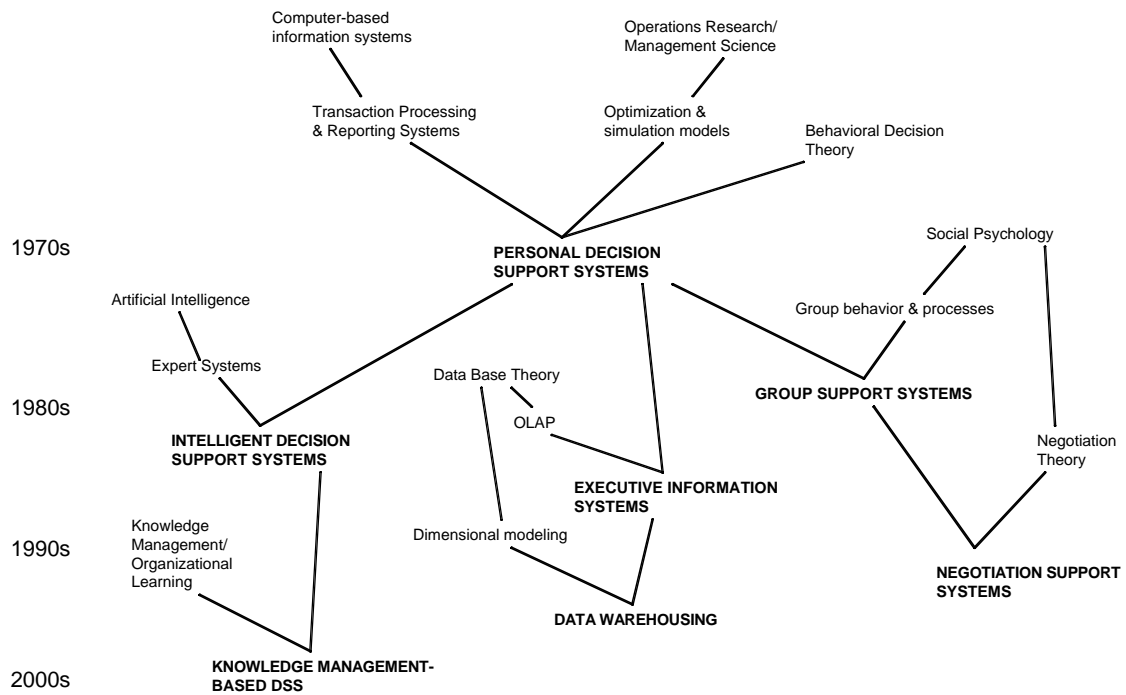 Computer-based
information systems
Operations Research/
Management Science
Transaction Processing
& Reporting Systems
Optimization &
simulation models
Behavioral Decision
Theory
1970s
PERSONAL DECISION
SUPPORT SYSTEMS
Social Psychology
Artificial Intelligence
Group behavior & processes
Expert Systems
Data Base Theory
GROUP SUPPORT SYSTEMS
1980s
OLAP
INTELLIGENT DECISION
SUPPORT SYSTEMS
Negotiation
Theory
EXECUTIVE INFORMATION
SYSTEMS
Knowledge
Management/
Organizational
Learning
Dimensional modeling
1990s
NEGOTIATION SUPPORT
SYSTEMS
DATA WAREHOUSING
KNOWLEDGE MANAGEMENT-
BASED DSS
2000s